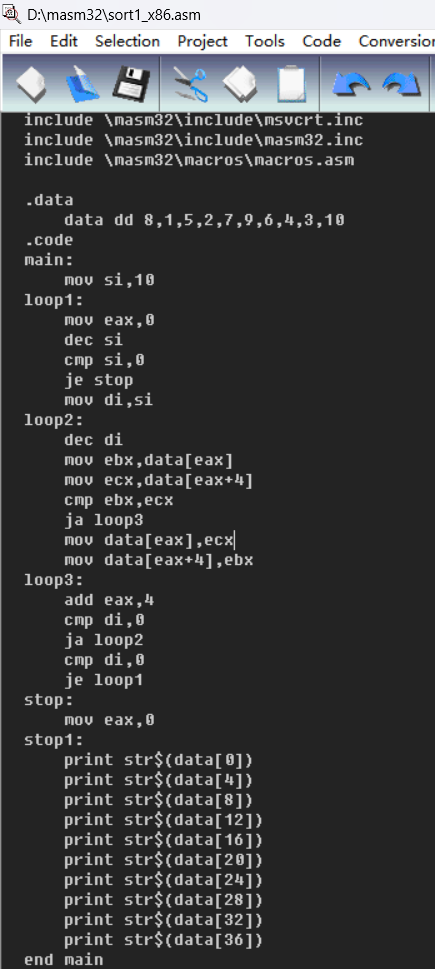 D:\masm32\sort1_x86.asm
File Edit Selection Project Tools Code Conversion
include \masm32\include\msvcrt.inc
include \masm32\include\masm32.inc
include \masm32\macros\macros.asm
.data
data dd 8,1,5,2,7,9,6,4,3,10
.code
main:
mov si,10
loop1:
mov eax,0
dec si
cmp si,0
je stop
mov di,si
loop2:
dec di
mov ebx,data[eax]
mov ecx,data[eax+4]
cmp ebx,ecx
ja loop3
mov data[eax],ecx
mov data[eax+4],ebx
loop3:
add eax,4
cmp di,0
ja loop2
cmp di,0
je loop1
stop:
mov eax,0
stop1:
print str$(data[0])
print str$(data[4])
print str$(data[8])
print str$(data[12])
print str$(data[16])
print str$(data[20])
print str$(data[24])
print str$(data[28])
print str$(data[32])
print str$(data[36])
end main